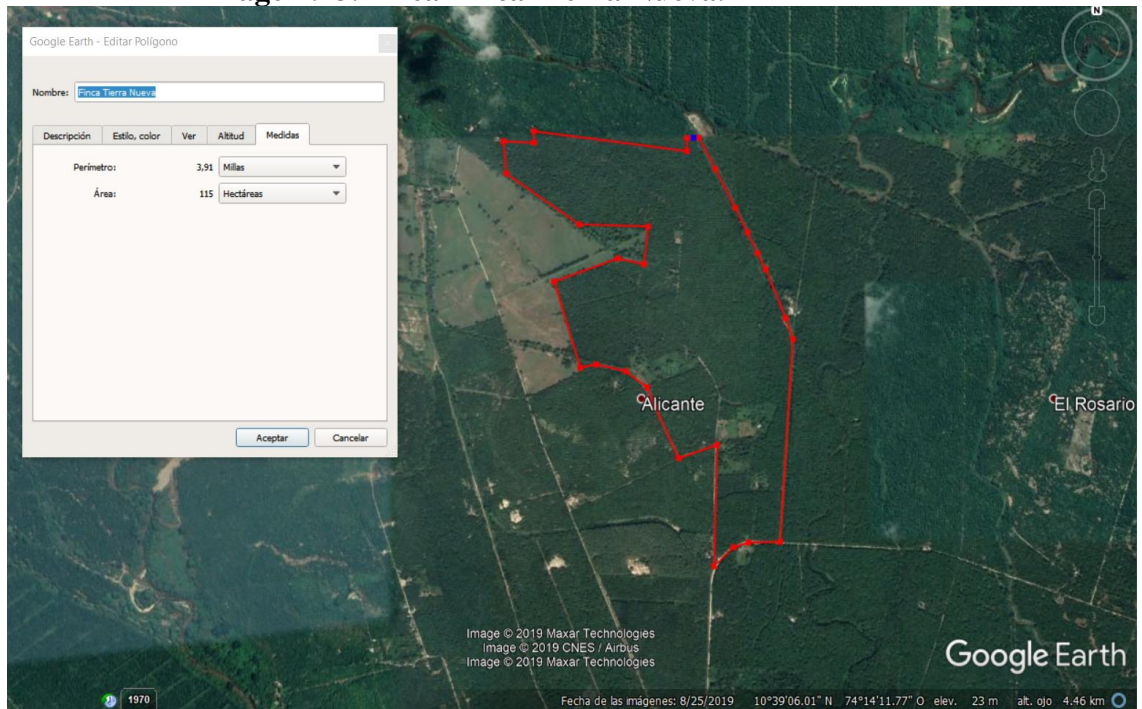 Google Earth - Editar Polígono
Nombre: Finca Tierra Nueva
Descripción Estilo, color Ver Altitud Medidas
Perímetro: 3,91 Millas
Área: 115 Hectáreas
Aceptar Cancelar
N
Alicante
El Rosario
Image © 2019 Maxar Technologies
Image © 2019 CNES / Airbus
Image © 2019 Maxar Technologies
Google Earth
1970
Fecha de las imágenes: 8/25/2019 10°39'06.01" N 74°14'11.77" O elev. 23 m alt. ojo 4.46 km